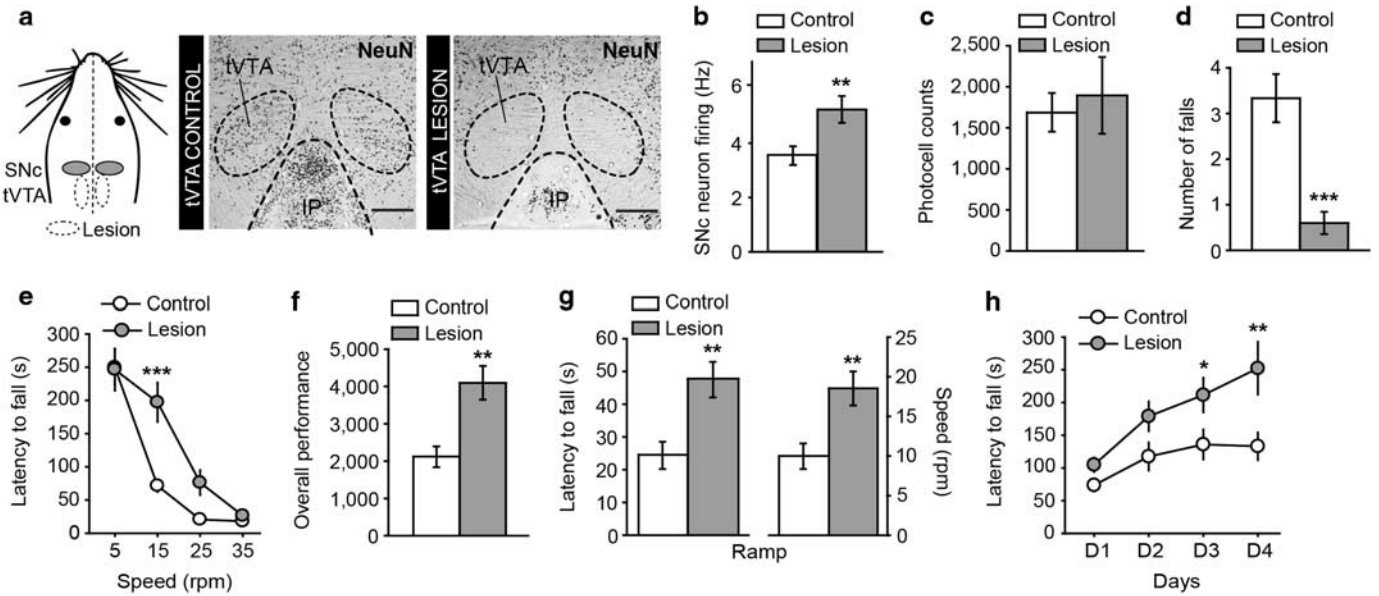 a
SNc
tVTA
Lesion
tVTA CONTROL
NeuN
tVTA
IP
tVTA LESION
NeuN
tVTA
IP
b
Control
Lesion
SNc neuron firing (Hz)
6
4
2
0
**
c
Control
Lesion
Photocell counts
2,500
2,000
1,500
1,000
500
0
d
Control
Lesion
Number of falls
4
3
2
1
0
***
e
Control
Lesion
Latency to fall (s)
300
250
200
150
100
50
0
***
5 15 25 35
Speed (rpm)
f
Control
Lesion
Overall performance
5,000
4,000
3,000
2,000
1,000
0
**
g
Control
Lesion
Latency to fall (s)
60
50
40
30
20
10
0
** **
25
20
15
10
5
0
Speed (rpm)
Ramp
h
Control
Lesion
Latency to fall (s)
300
250
200
150
100
50
0
* **
D1 D2 D3 D4
Days